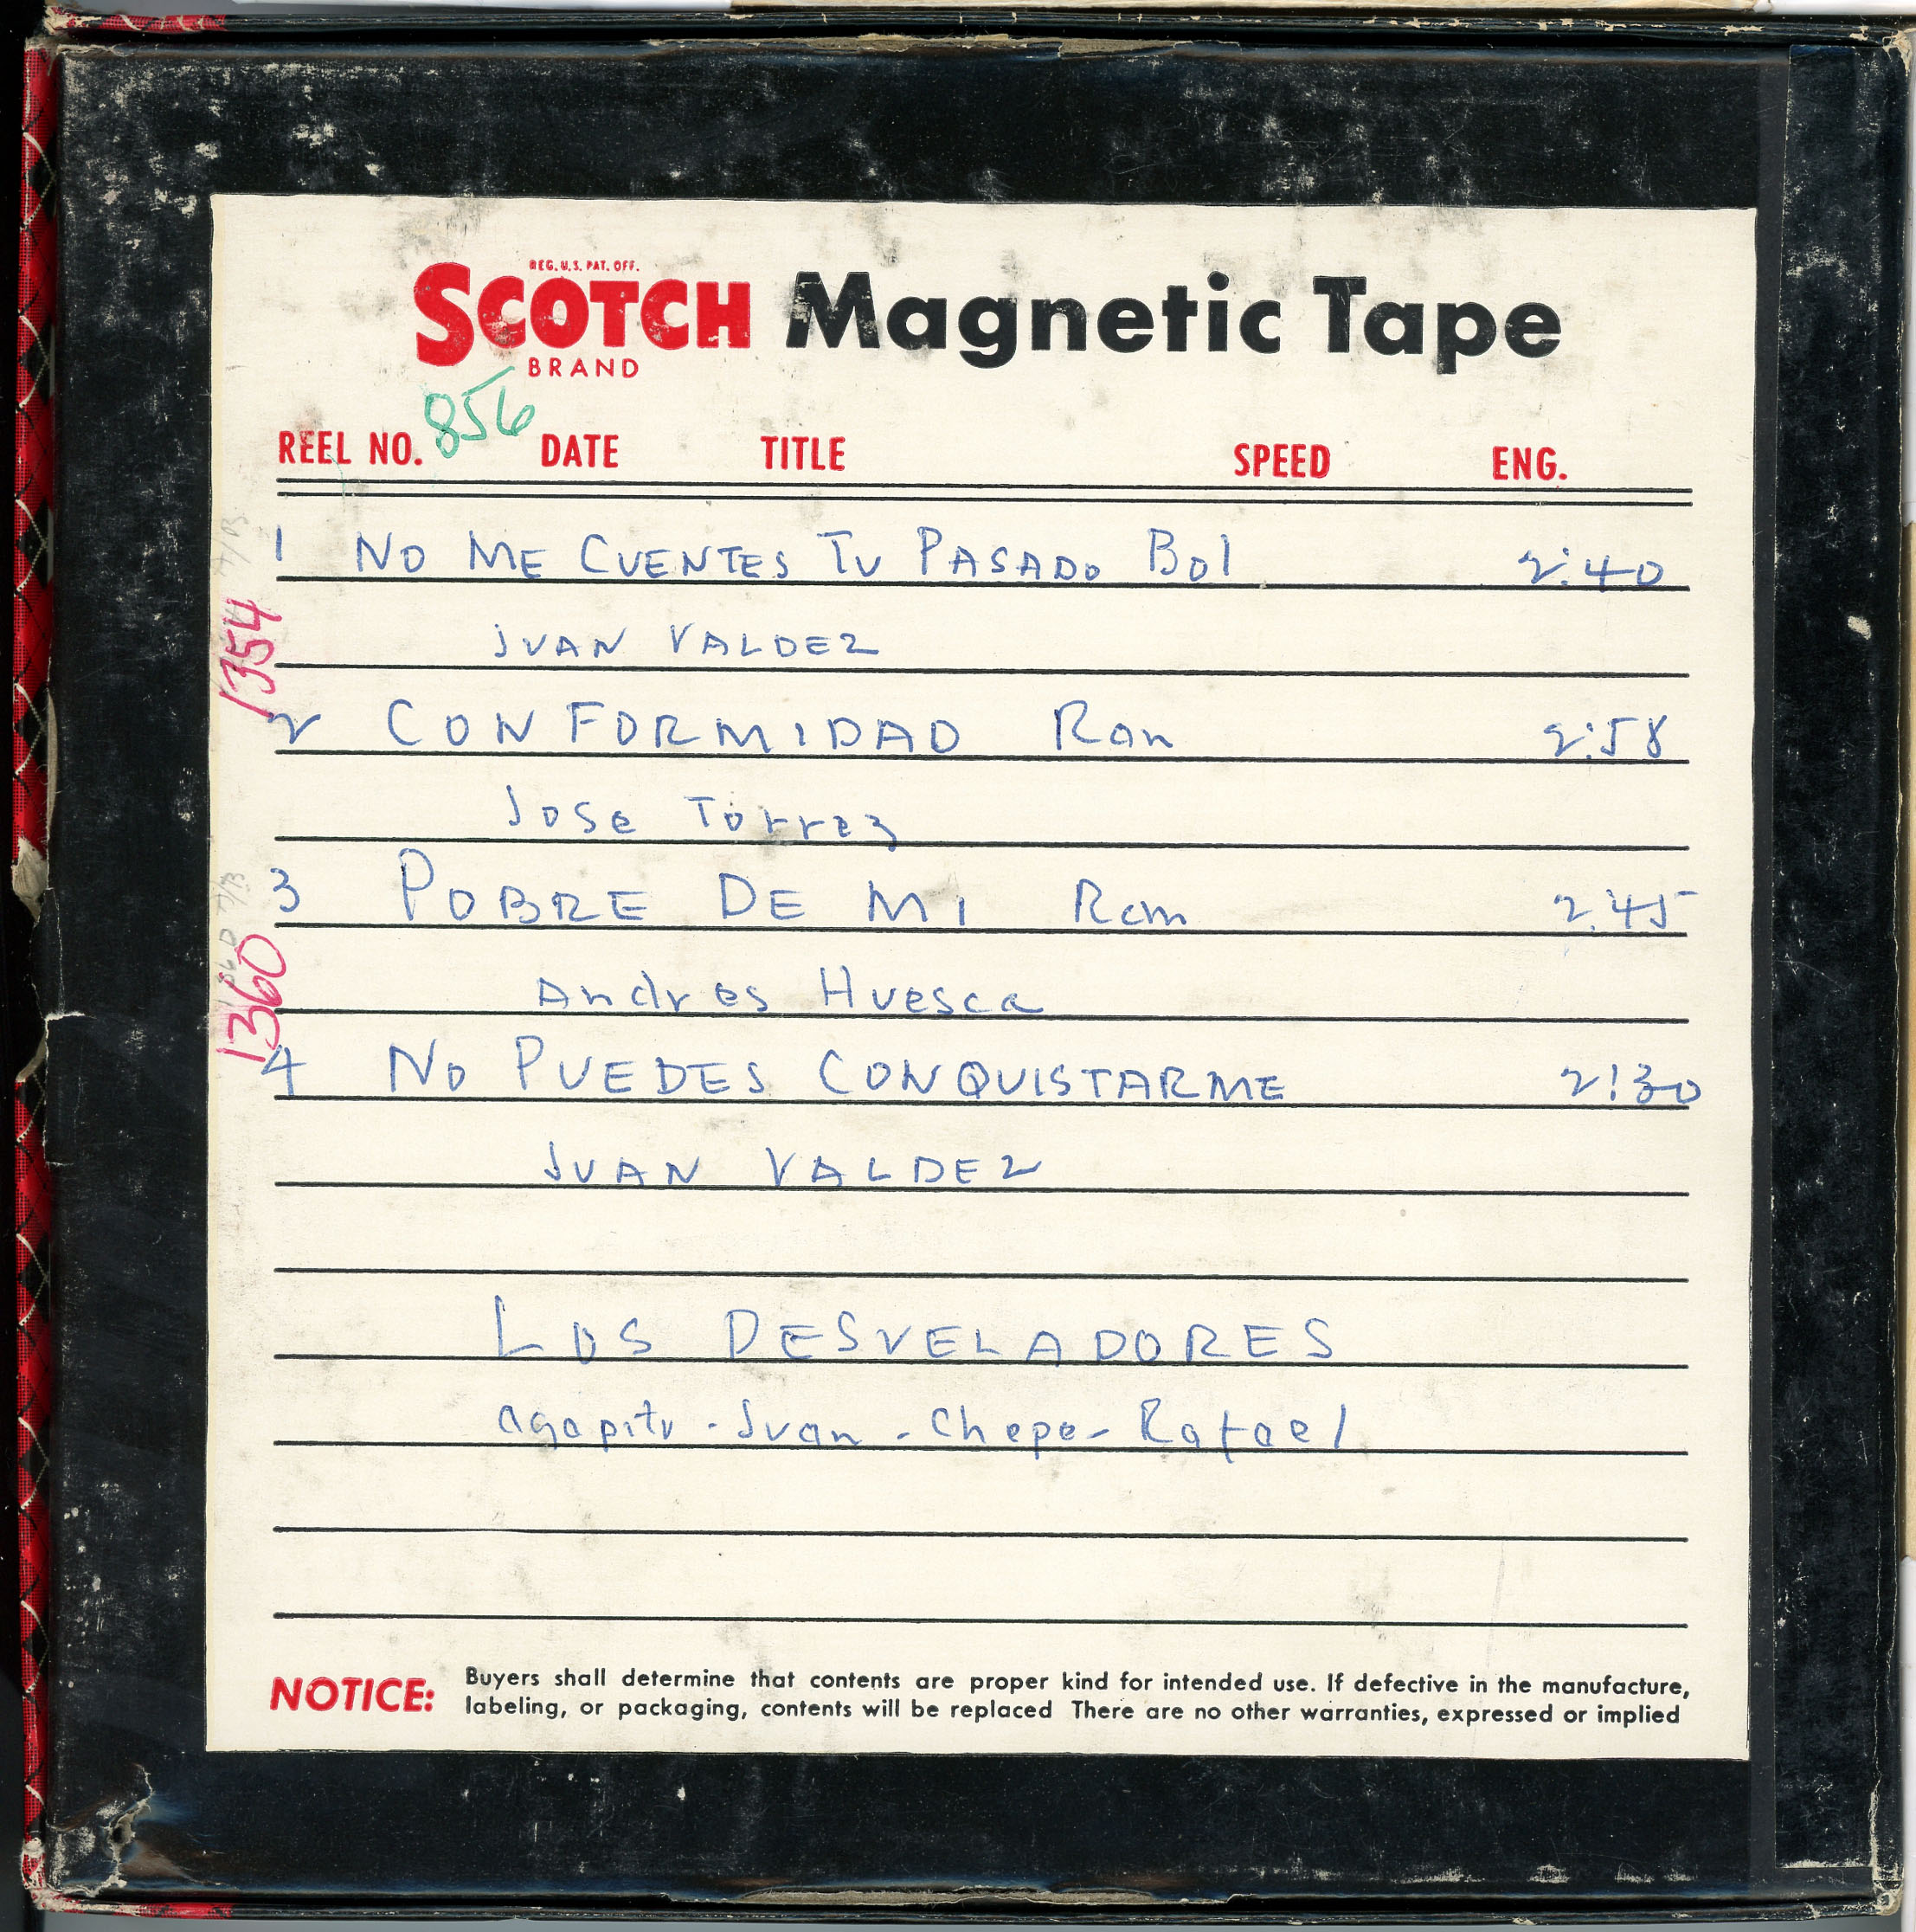 REG. U.S. PAT. OFF.
SCOTCH Magnetic Tape
BRAND
856
REEL NO. DATE TITLE SPEED ENG.
1 NO ME CUENTES TU PASADO Bol 2:40
JUAN VALDEZ
1354
2 CONFORMIDAD Ran 2:58
Jose Torrez
3 POBRE DE MI Ram 2:45
Andres Huesca
1360
4 NO PUEDES CONQUISTARME 2:30
JUAN VALDEZ
LOS DESVELADORES
agapito - Juan - Chepe - Rafael
NOTICE: Buyers shall determine that contents are proper kind for intended use. If defective in the manufacture,
labeling, or packaging, contents will be replaced There are no other warranties, expressed or implied